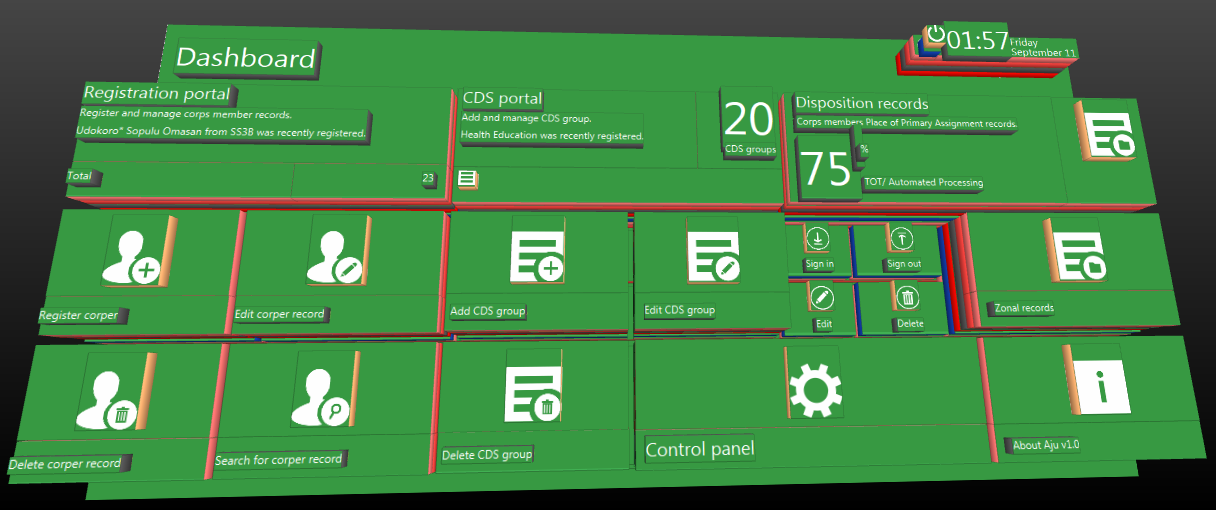 Dashboard
01:57
Friday
September 11
Registration portal
Register and manage corps member records.
Udokoro* Sopulu Omasan from SS3B was recently registered.
Total
23
CDS portal
Add and manage CDS group.
Health Education was recently registered.
20
CDS groups
Disposition records
Corps members Place of Primary Assignment records.
75
%
TOT/ Automated Processing
Register corper
Edit corper record
Add CDS group
Edit CDS group
Sign in
Sign out
Edit
Delete
Zonal records
Delete corper record
Search for corper record
Delete CDS group
Control panel
About Aju v1.0